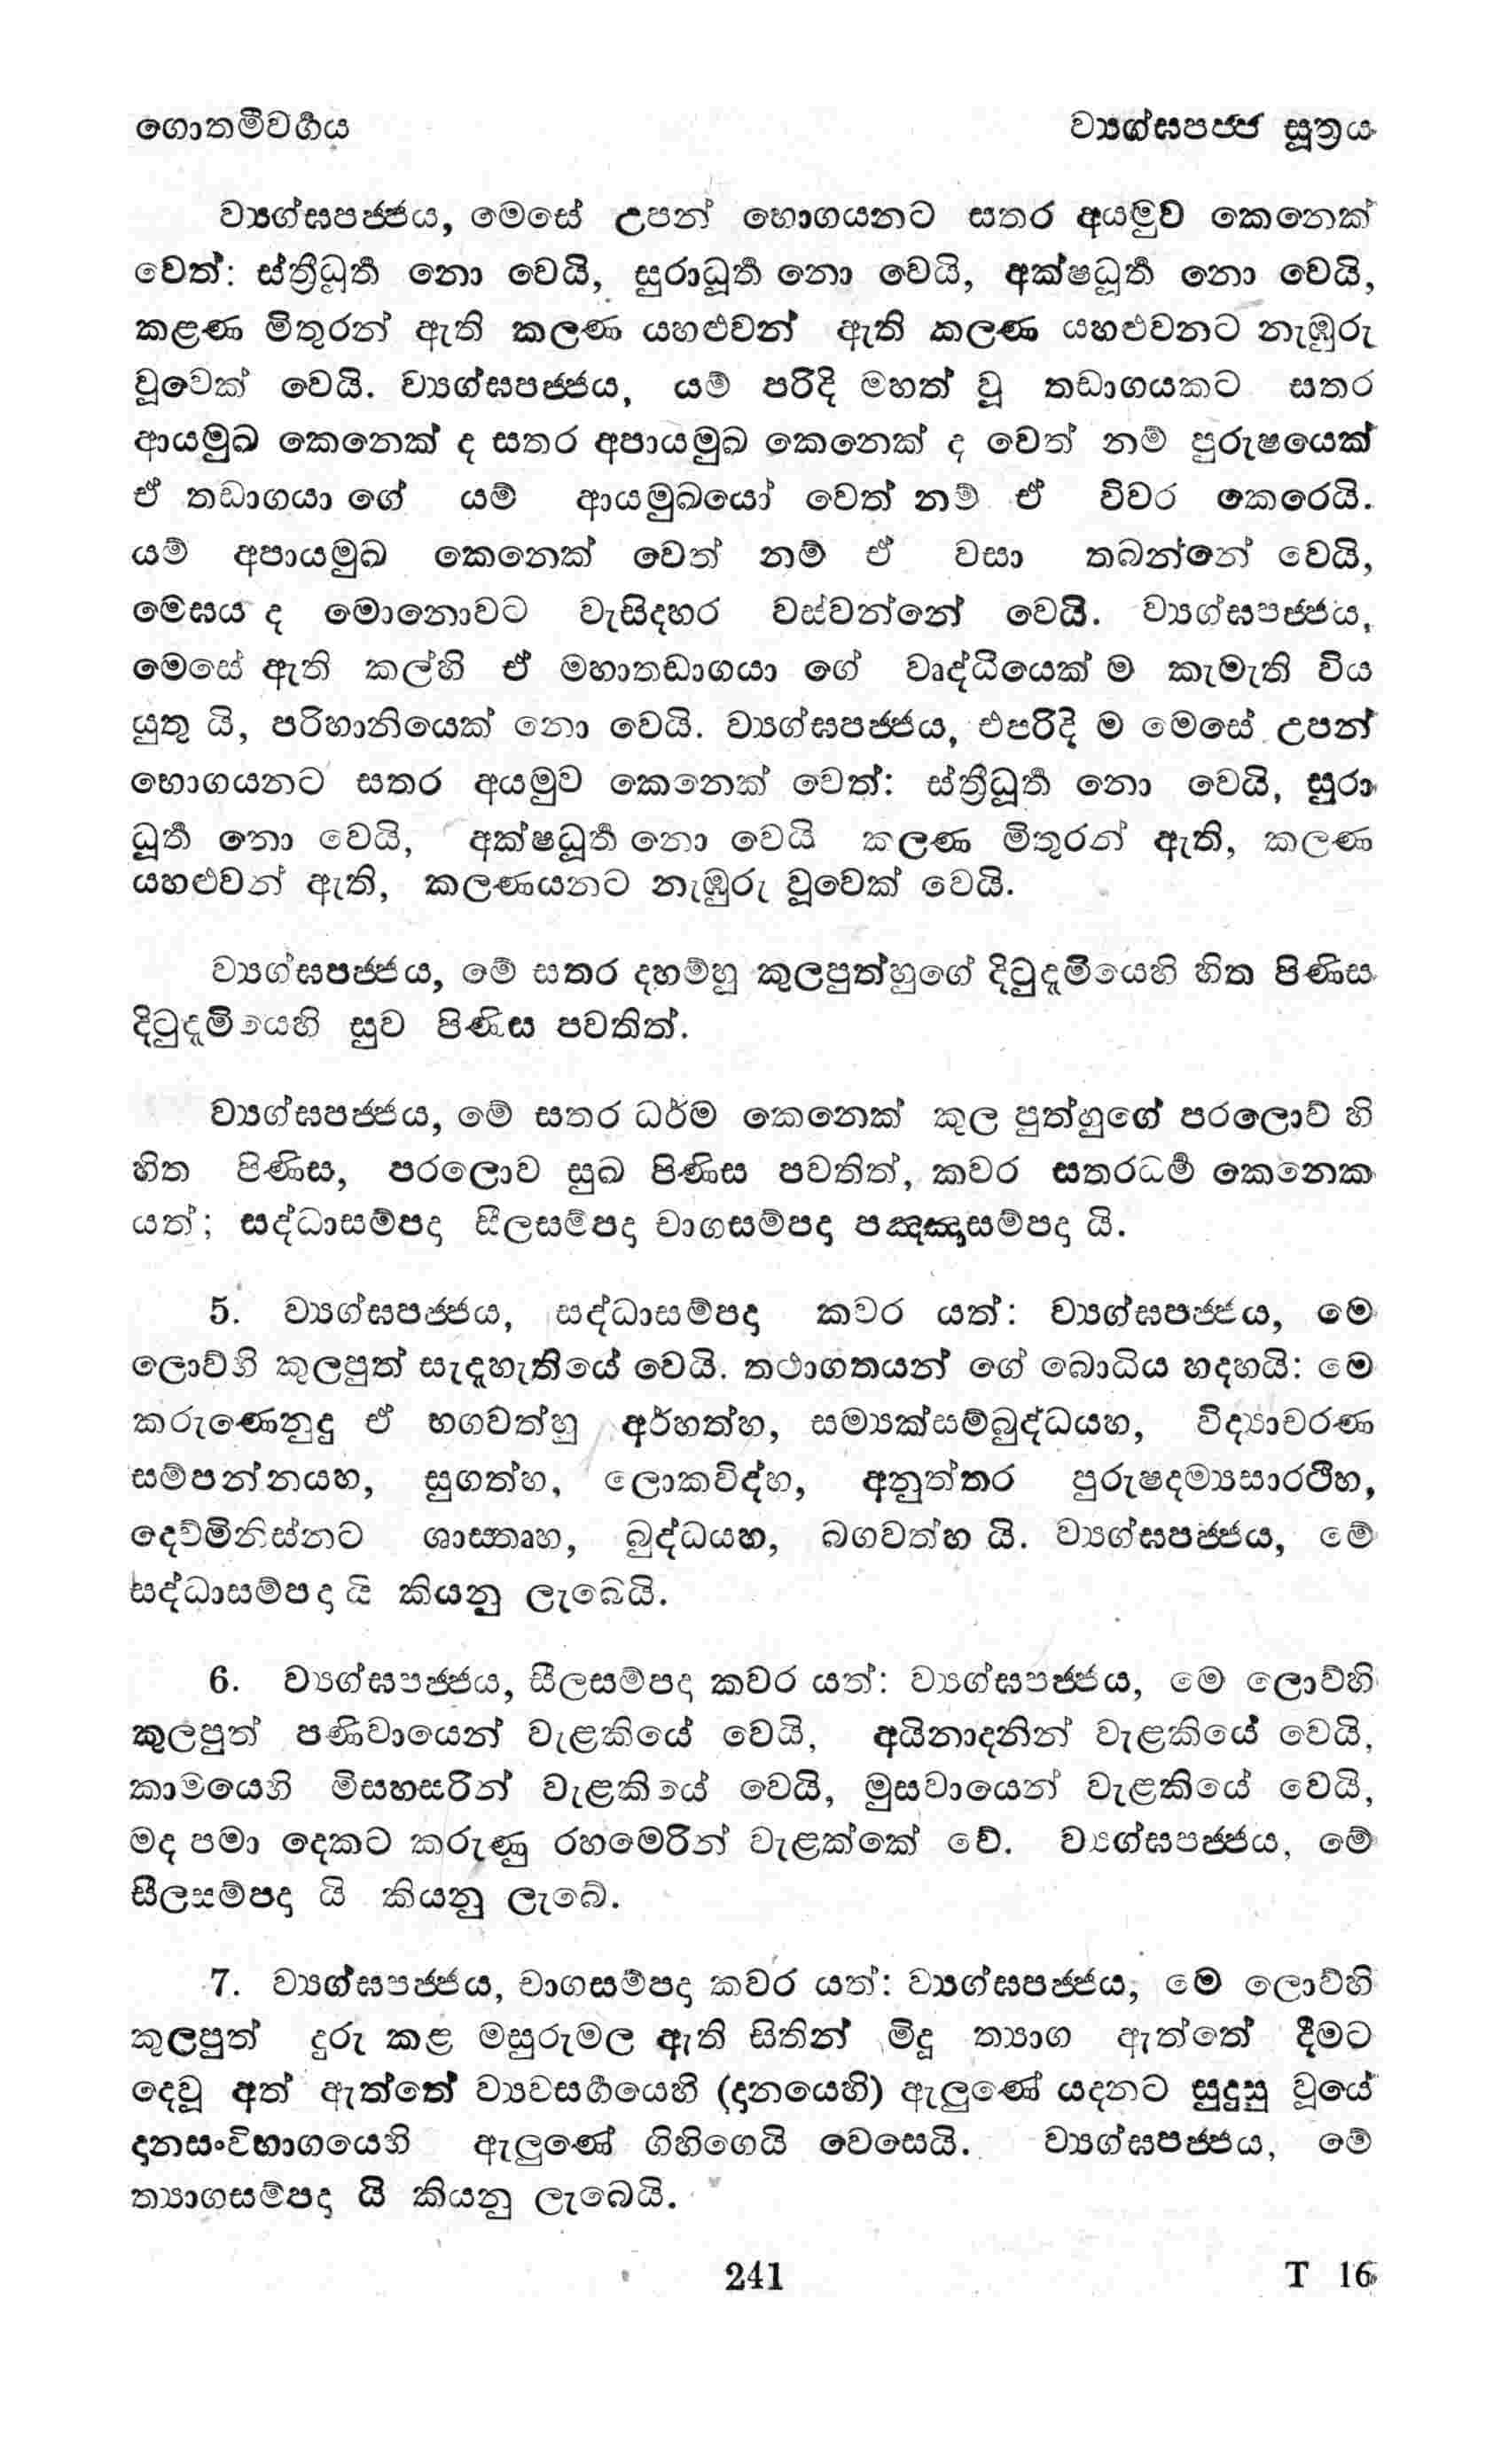 ගොතමීවර්‍ගය ව්‍යග්ඝපජ්ජ සූත්‍රය
ව්‍යග්ඝපජ්ජය, මෙසේ උපන් භොගයනට සතර අයමුව කෙනෙක්
වෙත්: ස්ත්‍රීධූර්‍ත නො වෙයි, සුරාධූර්‍ත නො වෙයි, අක්ෂධූර්‍ත නො වෙයි,
කළණ මිතුරන් ඇති කලණ යහළුවන් ඇති කලණ යහළුවනට නැඹුරු
වූවෙක් වෙයි. ව්‍යග්ඝපජ්ජය, යම් පරිදි මහත් වූ තඩාගයකට සතර
ආයමුඛ කෙනෙක් ද සතර අපායමුඛ කෙනෙක් ද වෙත් නම් පුරුෂයෙක්
ඒ තඩාගයා ගේ යම් ආයමුඛයෝ වෙත් නම් ඒ විවර කෙරෙයි.
යම් අපායමුඛ කෙනෙක් වෙත් නම් ඒ වසා තබන්නේ වෙයි,
මෙඝය ද මොනොවට වැසිදහර වස්වන්නේ වෙයි. ව්‍යග්ඝපජ්ජය,
මෙසේ ඇති කල්හි ඒ මහාතඩාගයා ගේ වෘද්ධියෙක් ම කැමැති විය
යුතු යි, පරිහානියෙක් නො වෙයි. ව්‍යග්ඝපජ්ජය, එපරිදි ම මෙසේ උපන්
භොගයනට සතර අයමුව කෙනෙක් වෙත්: ස්ත්‍රීධූර්‍ත නො වෙයි, සුරා
ධූර්‍ත නො වෙයි, අක්ෂධූර්‍ත නො වෙයි කලණ මිතුරන් ඇති, කලණ
යහළුවන් ඇති, කලණයනට නැඹුරු වූවෙක් වෙයි.
ව්‍යග්ඝපජ්ජය, මේ සතර දහම්හු කුලපුත්හුගේ දිටුදැමියෙහි හිත පිණිස
දිටුදැමියෙහි සුව පිණිස පවතිත්.
ව්‍යග්ඝපජ්ජය, මේ සතර ධර්ම කෙනෙක් කුල පුත්හුගේ පරලොව් හි
හිත පිණිස, පරලොව සුඛ පිණිස පවතිත්, කවර සතරධර්‍ම කෙනෙක
යත්; සද්ධාසම්පදා සීලසම්පදා චාගසම්පදා පඤ්ඤාසම්පදා යි.
5. ව්‍යග්ඝපජ්ජය, සද්ධාසම්පදා කවර යත්: ව්‍යග්ඝපජ්ජය, මෙ
ලොව්හි කුලපුත් සැදැහැතියේ වෙයි. තථාගතයන් ගේ බොධිය හදහයි: මෙ
කරුණෙනුදු ඒ භගවත්හු අර්හත්හ, සම්‍යක්සම්බුද්ධයහ, විද්‍යාචරණ
සම්පන්නයහ, සුගත්හ, ලොකවිද්හ, අනුත්තර පුරුෂදම්‍යසාරථීහ,
දෙව්මිනිස්නට ශාස්තෘහ, බුද්ධයහ, බගවත්හ යි. ව්‍යග්ඝපජ්ජය, මේ
සද්ධාසම්පදා යි කියනු ලැබෙයි.
6. ව්‍යග්ඝපජ්ජය, සීලසම්පදා කවර යත්: ව්‍යග්ඝපජ්ජය, මෙ ලොව්හි
කුලපුත් පණිවායෙන් වැළකියේ වෙයි, අයිනාදනින් වැළකියේ වෙයි,
කාමයෙහි මිසහසරින් වැළකියේ වෙයි, මුසවායෙන් වැළකියේ වෙයි,
මද පමා දෙකට කරුණු රහමෙරින් වැළක්කේ වේ. ව්‍යග්ඝපජ්ජය, මේ
සීලසම්පදා යි කියනු ලැබේ.
7. ව්‍යග්ඝපජ්ජය, චාගසම්පදා කවර යත්: ව්‍යග්ඝපජ්ජය, මෙ ලොව්හි
කුලපුත් දුරු කළ මසුරුමල ඇති සිතින් මිදූ ත්‍යාග ඇත්තේ දීමට
දෙවූ අත් ඇත්තේ ව්‍යවසර්‍ගයෙහි (දානයෙහි) ඇලුණේ යදනට සුදුසු වූයේ
දානසංවිභාගයෙහි ඇලුණේ ගිහිගෙයි වෙසෙයි. ව්‍යග්ඝපජ්ජය, මේ
ත්‍යාගසම්පදා යි කියනු ලැබෙයි.
241 T 16